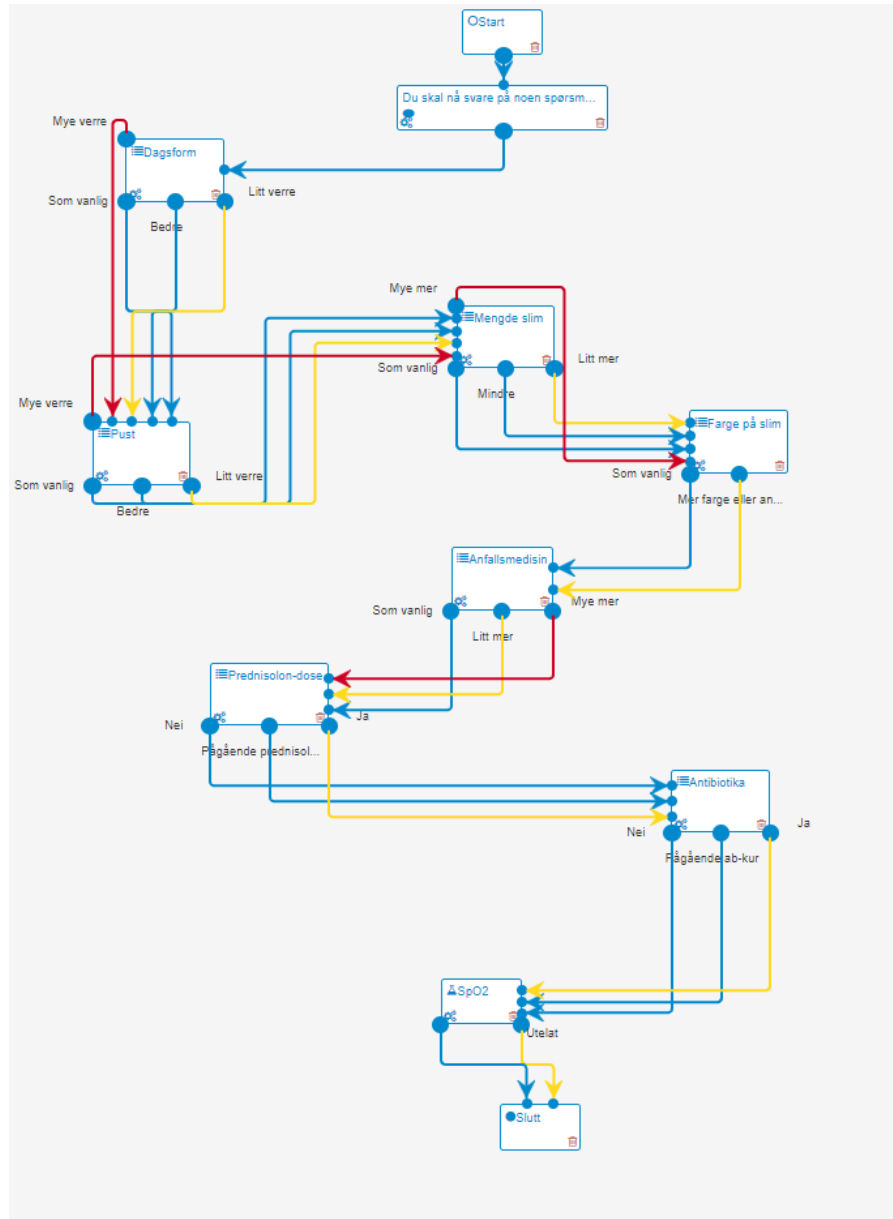 Start
Du skal nå svare på noen spørsm...
Mye verre
Dagsform
Litt verre
Som vanlig
Bedre
Mye mer
Mengde slim
Litt mer
Som vanlig
Mindre
Mye verre
Pust
Farge på slim
Litt verre
Som vanlig
Som vanlig
Bedre
Mer farge eller an...
Anfallsmedisin
Mye mer
Som vanlig
Litt mer
Prednisolon-dose
Ja
Nei
Pågående prednisol...
Antibiotika
Ja
Nei
Pågående ab-kur
SpO2
Utelat
Slutt